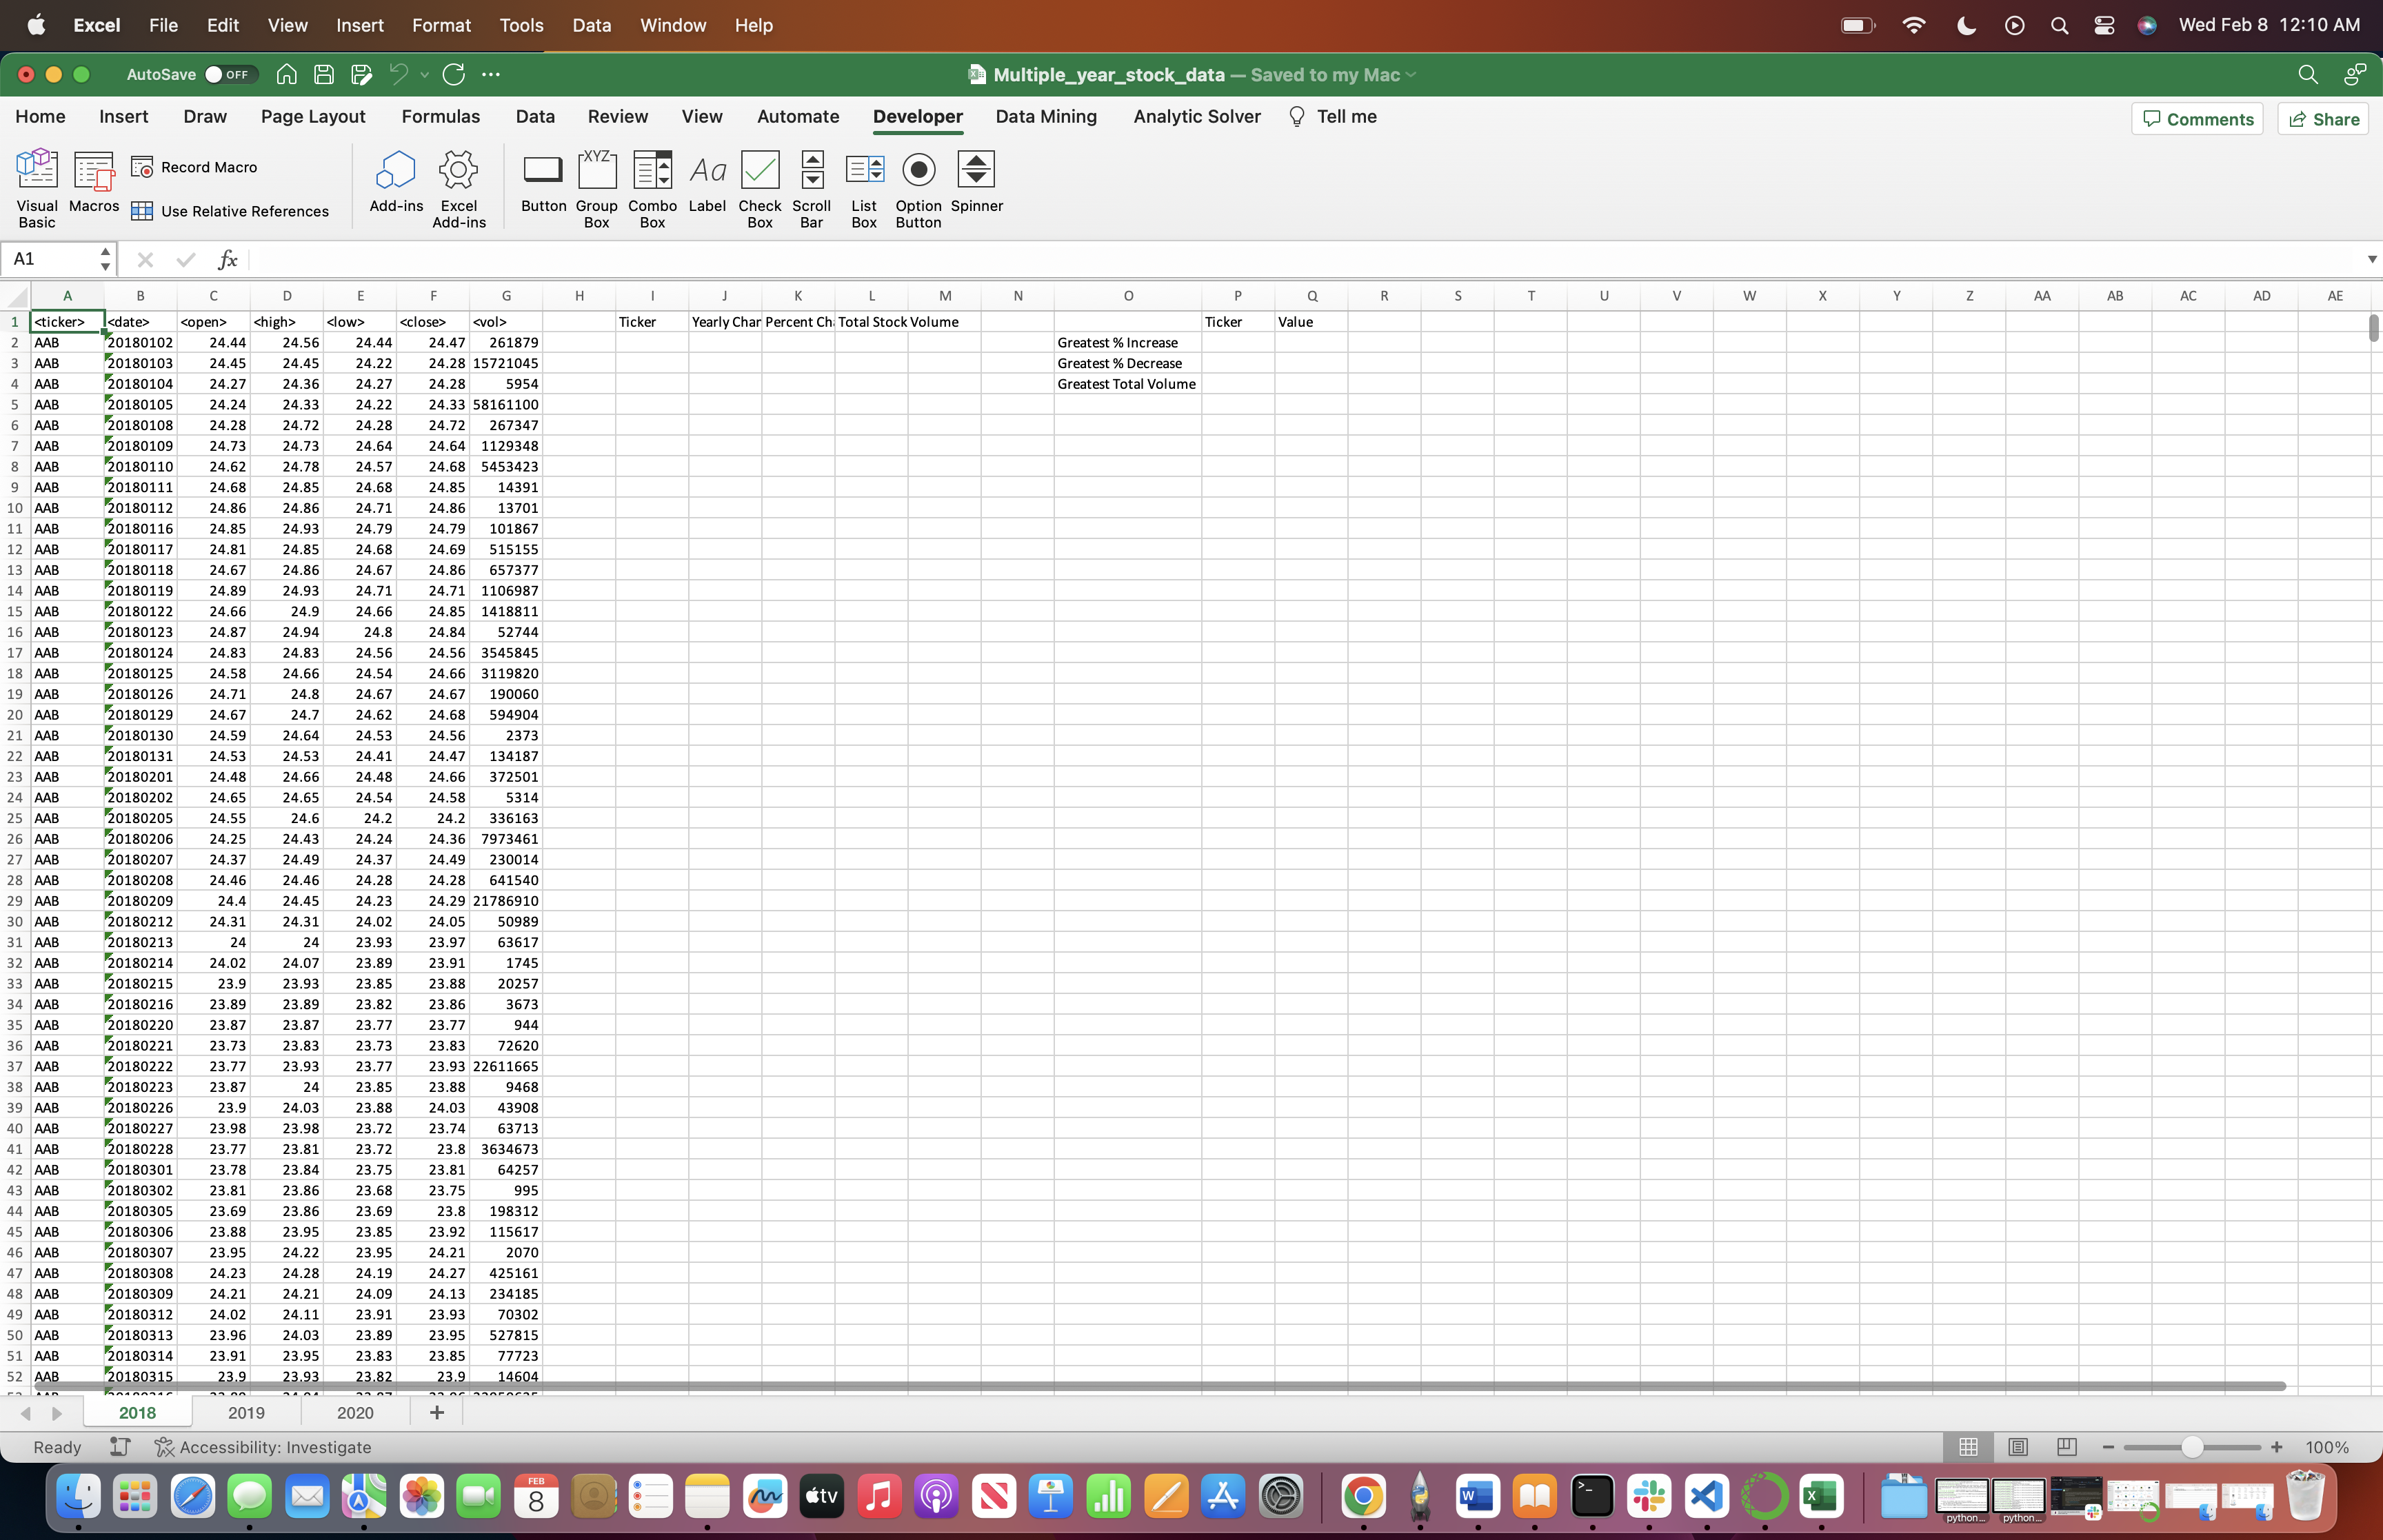 Excel File Edit View Insert Format Tools Data Window Help Wed Feb 8 12:10 AM
AutoSave OFF Multiple_year_stock_data — Saved to my Mac
Home Insert Draw Page Layout Formulas Data Review View Automate Developer Data Mining Analytic Solver Tell me Comments Share
Visual Basic Macros Record Macro Use Relative References Add-ins Excel Add-ins Button Group Box Combo Box Label Check Box Scroll Bar List Box Option Button Spinner
A1 fx
A B C D E F G H I J K L M N O P Q R S T U V W X Y Z AA AB AC AD AE
1 <ticker> <date> <open> <high> <low> <close> <vol> Ticker Yearly Char Percent Ch Total Stock Volume Ticker Value
2 AAB 20180102 24.44 24.56 24.44 24.47 261879 Greatest % Increase
3 AAB 20180103 24.45 24.45 24.22 24.28 15721045 Greatest % Decrease
4 AAB 20180104 24.27 24.36 24.27 24.28 5954 Greatest Total Volume
5 AAB 20180105 24.24 24.33 24.22 24.33 58161100
6 AAB 20180108 24.28 24.72 24.28 24.72 267347
7 AAB 20180109 24.73 24.73 24.64 24.64 1129348
8 AAB 20180110 24.62 24.78 24.57 24.68 5453423
9 AAB 20180111 24.68 24.85 24.68 24.85 14391
10 AAB 20180112 24.86 24.86 24.71 24.86 13701
11 AAB 20180116 24.85 24.93 24.79 24.79 101867
12 AAB 20180117 24.81 24.85 24.68 24.69 515155
13 AAB 20180118 24.67 24.86 24.67 24.86 657377
14 AAB 20180119 24.89 24.93 24.71 24.71 1106987
15 AAB 20180122 24.66 24.9 24.66 24.85 1418811
16 AAB 20180123 24.87 24.94 24.8 24.84 52744
17 AAB 20180124 24.83 24.83 24.56 24.56 3545845
18 AAB 20180125 24.58 24.66 24.54 24.66 3119820
19 AAB 20180126 24.71 24.8 24.67 24.67 190060
20 AAB 20180129 24.67 24.7 24.62 24.68 594904
21 AAB 20180130 24.59 24.64 24.53 24.56 2373
22 AAB 20180131 24.53 24.53 24.41 24.47 134187
23 AAB 20180201 24.48 24.66 24.48 24.66 372501
24 AAB 20180202 24.65 24.65 24.54 24.58 5314
25 AAB 20180205 24.55 24.6 24.2 24.2 336163
26 AAB 20180206 24.25 24.43 24.24 24.36 7973461
27 AAB 20180207 24.37 24.49 24.37 24.49 230014
28 AAB 20180208 24.46 24.46 24.28 24.28 641540
29 AAB 20180209 24.4 24.45 24.23 24.29 21786910
30 AAB 20180212 24.31 24.31 24.02 24.05 50989
31 AAB 20180213 24 24 23.93 23.97 63617
32 AAB 20180214 24.02 24.07 23.89 23.91 1745
33 AAB 20180215 23.9 23.93 23.85 23.88 20257
34 AAB 20180216 23.89 23.89 23.82 23.86 3673
35 AAB 20180220 23.87 23.87 23.77 23.77 944
36 AAB 20180221 23.73 23.83 23.73 23.83 72620
37 AAB 20180222 23.77 23.93 23.77 23.93 22611665
38 AAB 20180223 23.87 24 23.85 23.88 9468
39 AAB 20180226 23.9 24.03 23.88 24.03 43908
40 AAB 20180227 23.98 23.98 23.72 23.74 63713
41 AAB 20180228 23.77 23.81 23.72 23.8 3634673
42 AAB 20180301 23.78 23.84 23.75 23.81 64257
43 AAB 20180302 23.81 23.86 23.68 23.75 995
44 AAB 20180305 23.69 23.86 23.69 23.8 198312
45 AAB 20180306 23.88 23.95 23.85 23.92 115617
46 AAB 20180307 23.95 24.22 23.95 24.21 2070
47 AAB 20180308 24.23 24.28 24.19 24.27 425161
48 AAB 20180309 24.21 24.21 24.09 24.13 234185
49 AAB 20180312 24.02 24.11 23.91 23.93 70302
50 AAB 20180313 23.96 24.03 23.89 23.95 527815
51 AAB 20180314 23.91 23.95 23.83 23.85 77723
52 AAB 20180315 23.9 23.93 23.82 23.9 14604
2018 2019 2020 +
Ready Accessibility: Investigate 100%
FEB 8 tv python... python...